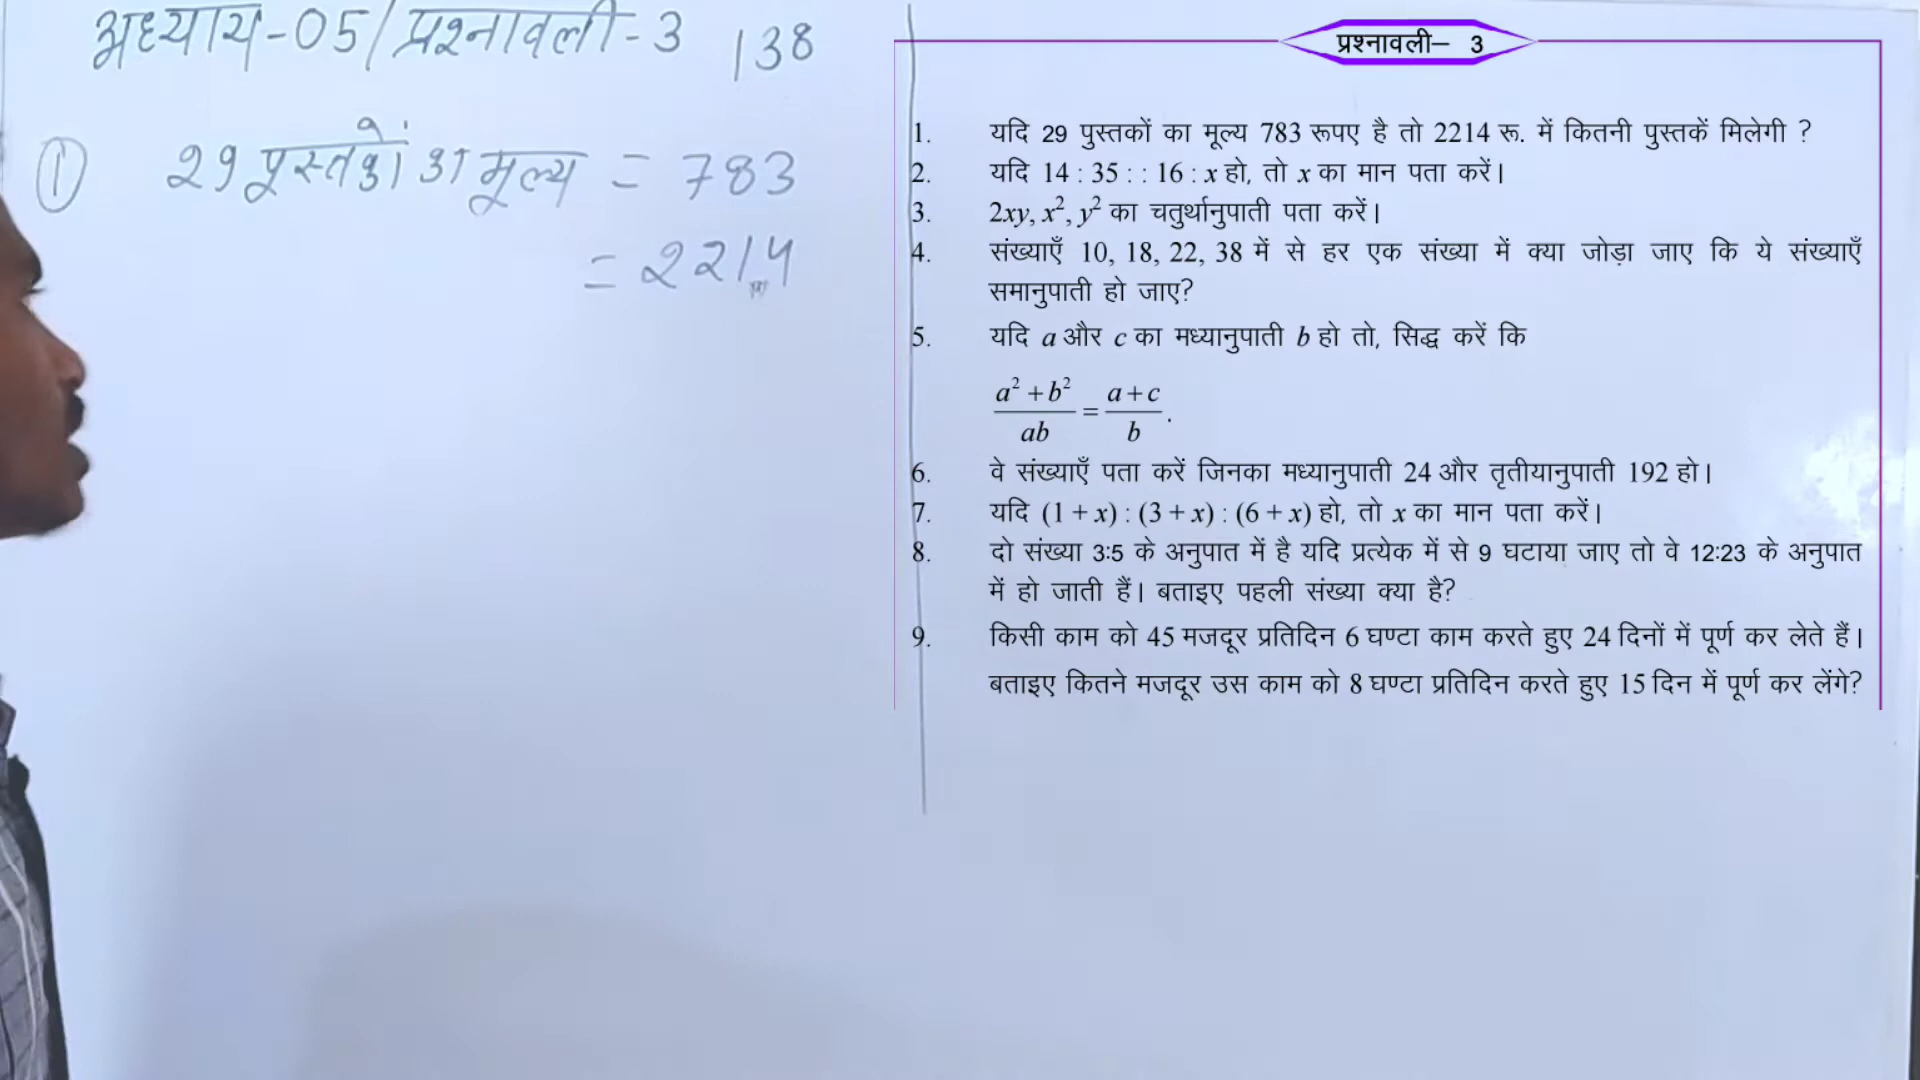 अध्याय-05/प्रश्नावली-3 138
① 29 पुस्तकों का मूल्य = 783
= 2214
प्रश्नावली– 3
1. यदि 29 पुस्तकों का मूल्य 783 रूपए है तो 2214 रू. में कितनी पुस्तकें मिलेगी ?
2. यदि 14 : 35 : : 16 : x हो, तो x का मान पता करें।
3. 2xy, x², y² का चतुर्थानुपाती पता करें।
4. संख्याएँ 10, 18, 22, 38 में से हर एक संख्या में क्या जोड़ा जाए कि ये संख्याएँ
समानुपाती हो जाए?
5. यदि a और c का मध्यानुपाती b हो तो, सिद्ध करें कि
(a² + b²)/ab = (a + c)/b .
6. वे संख्याएँ पता करें जिनका मध्यानुपाती 24 और तृतीयानुपाती 192 हो।
7. यदि (1 + x) : (3 + x) : (6 + x) हो, तो x का मान पता करें।
8. दो संख्या 3:5 के अनुपात में है यदि प्रत्येक में से 9 घटाया जाए तो वे 12:23 के अनुपात
में हो जाती हैं। बताइए पहली संख्या क्या है?
9. किसी काम को 45 मजदूर प्रतिदिन 6 घण्टा काम करते हुए 24 दिनों में पूर्ण कर लेते हैं।
बताइए कितने मजदूर उस काम को 8 घण्टा प्रतिदिन करते हुए 15 दिन में पूर्ण कर लेंगे?